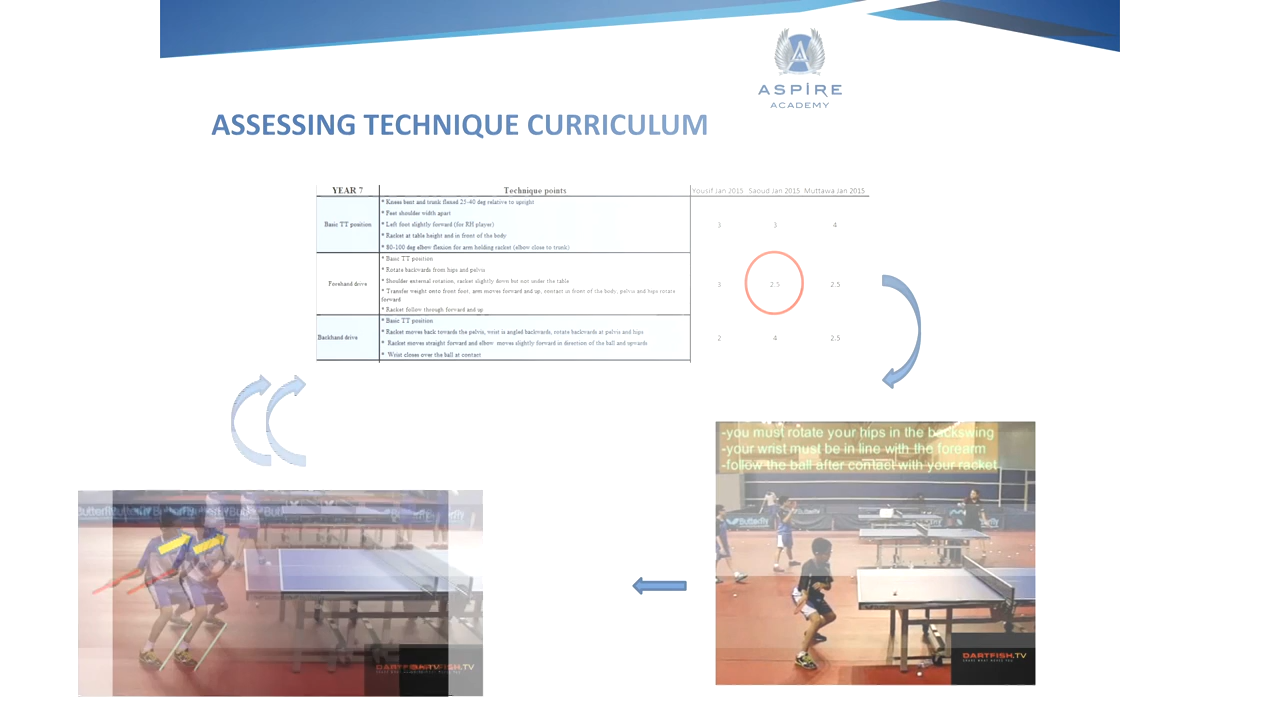 ASPİRE
ACADEMY
ASSESSING TECHNIQUE CURRICULUM
YEAR 7 Technique points Yousif Jan 2015 Saoud Jan 2015 Muttawa Jan 2015
* Knees bent and trunk flexed 25-40 deg relative to upright
* Feet shoulder width apart
Basic TT position * Left foot slightly forward (for RH player) 3 3 4
* Racket at table height and in front of the body
* 80-100 deg elbow flexion for arm holding racket (elbow close to trunk)
* Basic TT position
* Rotate backwards from hips and pelvis
Forehand drive * Shoulder external rotation, racket slightly down but not under the table 3 2.5 2.5
* Transfer weight onto front foot, arm moves forward and up, contact in front of the body; pelvis and hips rotate
forward
* Racket follow through forward and up
* Basic TT position
* Racket moves back towards the pelvis, wrist is angled backwards, rotate backwards at pelvis and hips
Backhand drive * Racket moves straight forward and elbow moves slightly forward in direction of the ball and upwards 2 4 2.5
* Wrist closes over the ball at contact
-you must rotate your hips in the backswing
-your wrist must be in line with the forearm
-follow the ball after contact with your racket
Butterfly
Butterfly
DARTFISH.TV
DARTFISH.TV